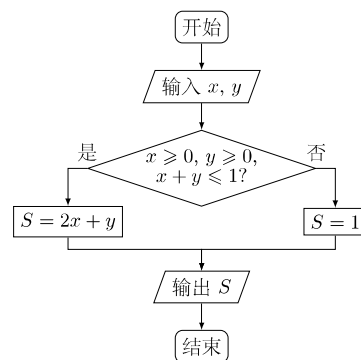 开始
输入 x, y
x ⩾ 0, y ⩾ 0,
x + y ⩽ 1?
是
否
S = 2x + y
S = 1
输出 S
结束